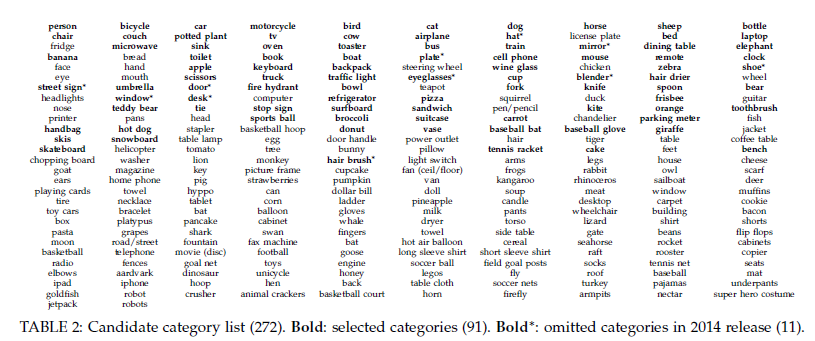 person bicycle car motorcycle bird cat dog horse sheep bottle
chair couch potted plant tv cow airplane hat* license plate bed laptop
fridge microwave sink oven toaster bus train mirror* dining table elephant
banana bread toilet book boat plate* cell phone mouse remote clock
face hand apple keyboard backpack steering wheel wine glass chicken zebra shoe*
eye mouth scissors truck traffic light eyeglasses* cup blender* hair drier wheel
street sign* umbrella door* fire hydrant bowl teapot fork knife spoon bear
headlights window* desk* computer refrigerator pizza squirrel duck frisbee guitar
nose teddy bear tie stop sign surfboard sandwich pen/pencil kite orange toothbrush
printer pans head sports ball broccoli suitcase carrot chandelier parking meter fish
handbag hot dog stapler basketball hoop donut vase baseball bat baseball glove giraffe jacket
skis snowboard table lamp egg door handle power outlet hair tiger table coffee table
skateboard helicopter tomato tree bunny pillow tennis racket cake feet bench
chopping board washer lion monkey hair brush* light switch arms legs house cheese
goat magazine key picture frame cupcake fan (ceil/floor) frogs rabbit owl scarf
ears home phone pig strawberries pumpkin van kangaroo rhinoceros sailboat deer
playing cards towel hyppo can dollar bill doll soup meat window muffins
tire necklace tablet corn ladder pineapple candle desktop carpet cookie
toy cars bracelet bat balloon gloves milk pants wheelchair building bacon
box platypus pancake cabinet whale dryer torso lizard shirt shorts
pasta grapes shark swan fingers towel side table gate beans flip flops
moon road/street fountain fax machine bat hot air balloon cereal seahorse rocket cabinets
basketball telephone movie (disc) football goose long sleeve shirt short sleeve shirt raft rooster copier
radio fences goal net toys engine soccer ball field goal posts socks tennis net seats
elbows aardvark dinosaur unicycle honey legos fly roof baseball mat
ipad iphone hoop hen back table cloth soccer nets turkey pajamas underpants
goldfish robot crusher animal crackers basketball court horn firefly armpits nectar super hero costume
jetpack robots
TABLE 2: Candidate category list (272). Bold: selected categories (91). Bold*: omitted categories in 2014 release (11).